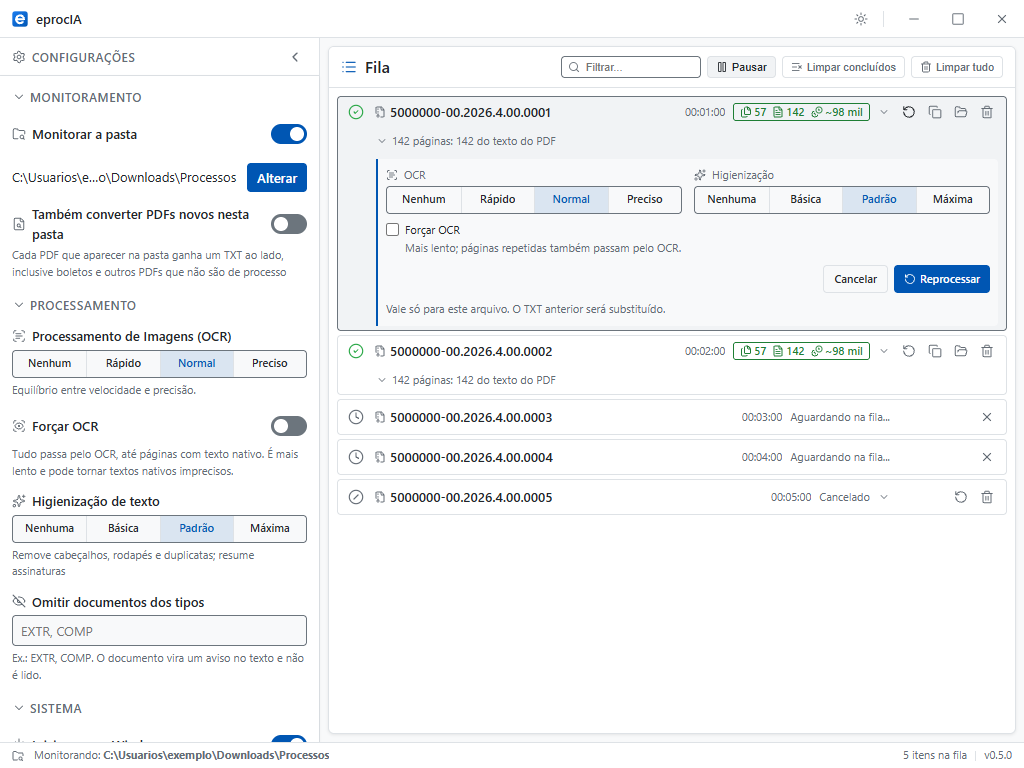 eprocIA
CONFIGURAÇÕES
MONITORAMENTO
Monitorar a pasta
C:\Usuarios\e...o\Downloads\Processos
Alterar
Também converter PDFs novos nesta
pasta
Cada PDF que aparecer na pasta ganha um TXT ao lado,
inclusive boletos e outros PDFs que não são de processo
PROCESSAMENTO
Processamento de Imagens (OCR)
Nenhum Rápido Normal Preciso
Equilíbrio entre velocidade e precisão.
Forçar OCR
Tudo passa pelo OCR, até páginas com texto nativo. É mais
lento e pode tornar textos nativos imprecisos.
Higienização de texto
Nenhuma Básica Padrão Máxima
Remove cabeçalhos, rodapés e duplicatas; resume
assinaturas
Omitir documentos dos tipos
EXTR, COMP
Ex.: EXTR, COMP. O documento vira um aviso no texto e não
é lido.
SISTEMA
Fila
Filtrar...
Pausar
Limpar concluídos
Limpar tudo
5000000-00.2026.4.00.0001 00:01:00 57 142 ~98 mil
142 páginas: 142 do texto do PDF
OCR
Nenhum Rápido Normal Preciso
Higienização
Nenhuma Básica Padrão Máxima
Forçar OCR
Mais lento; páginas repetidas também passam pelo OCR.
Cancelar Reprocessar
Vale só para este arquivo. O TXT anterior será substituído.
5000000-00.2026.4.00.0002 00:02:00 57 142 ~98 mil
142 páginas: 142 do texto do PDF
5000000-00.2026.4.00.0003 00:03:00 Aguardando na fila...
5000000-00.2026.4.00.0004 00:04:00 Aguardando na fila...
5000000-00.2026.4.00.0005 00:05:00 Cancelado
Monitorando: C:\Usuarios\exemplo\Downloads\Processos
5 itens na fila v0.5.0